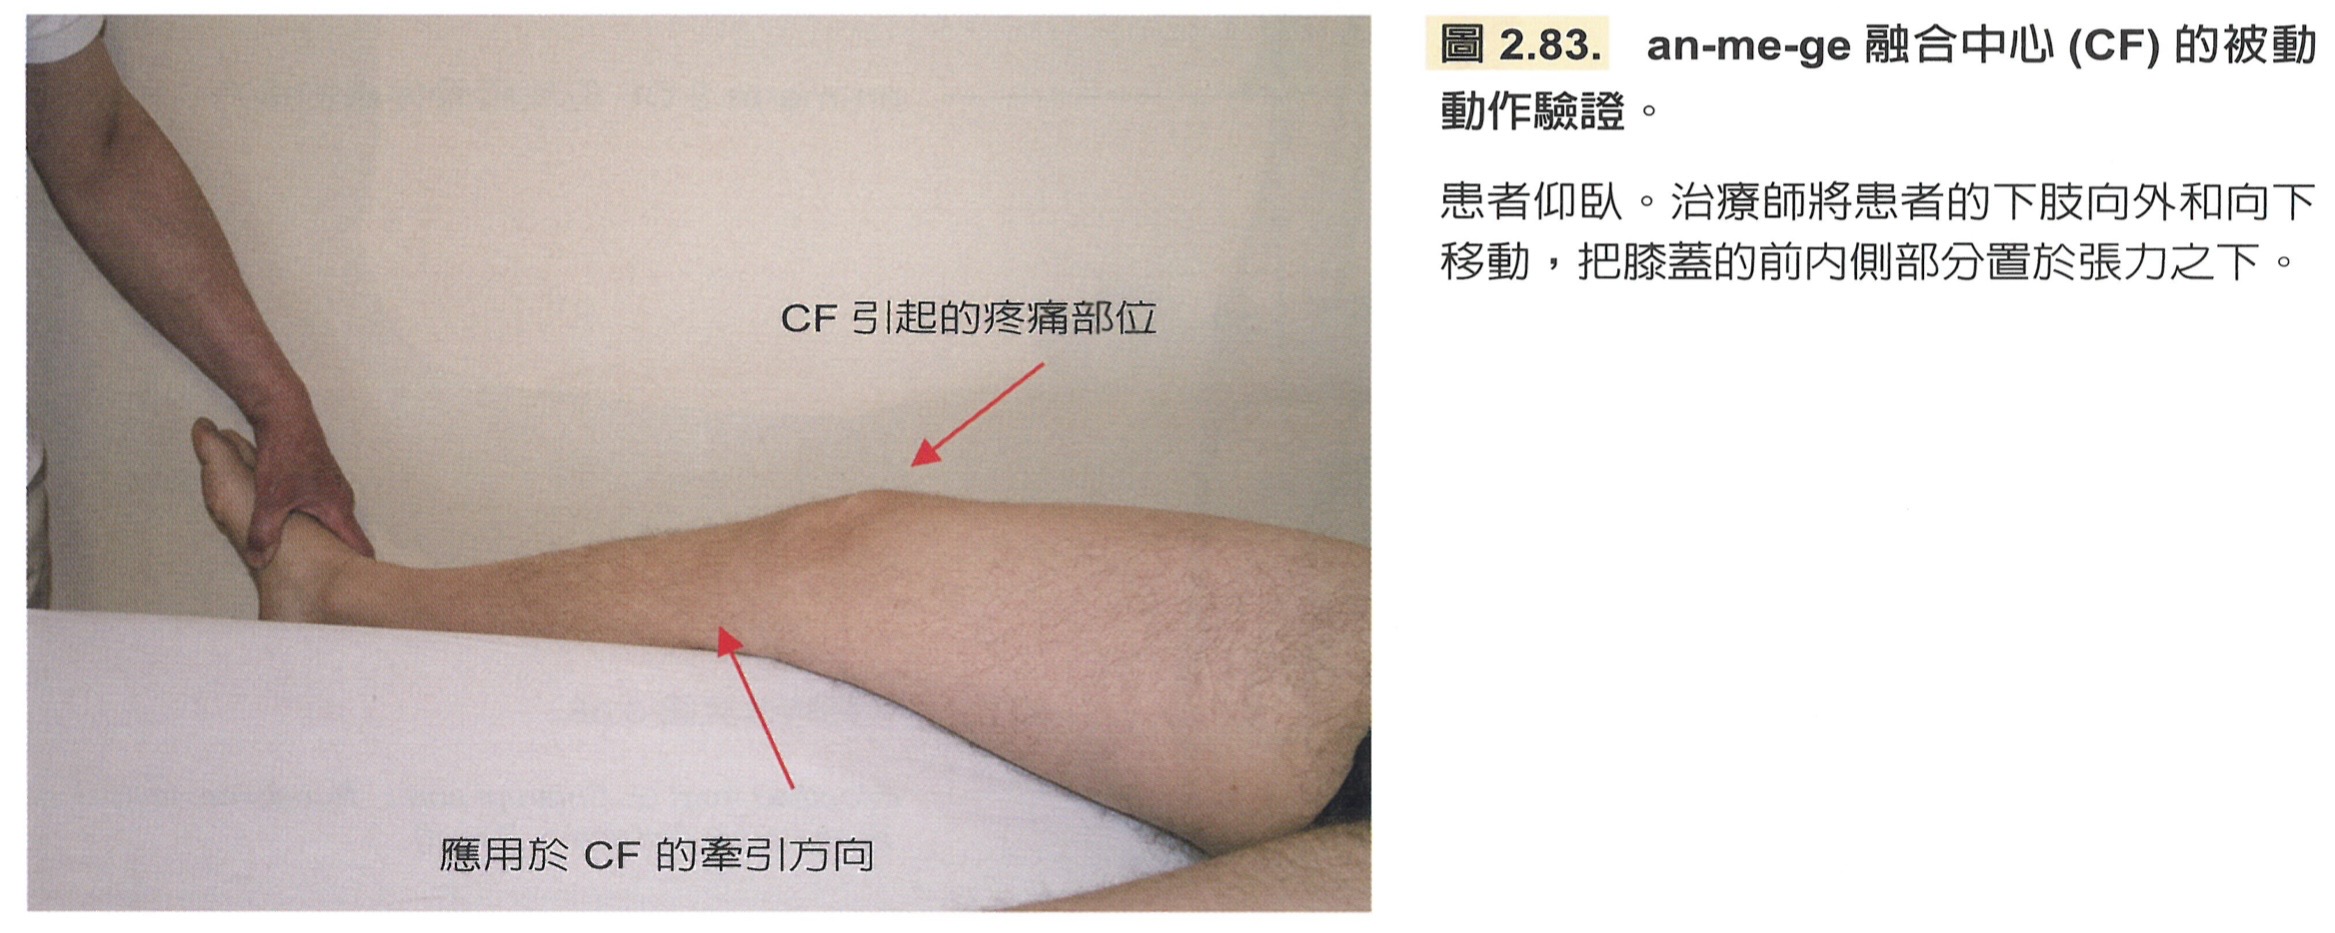 CF 引起的疼痛部位
應用於 CF 的牽引方向
圖 2.83. an-me-ge 融合中心 (CF) 的被動
動作驗證。
患者仰臥。治療師將患者的下肢向外和向下
移動，把膝蓋的前內側部分置於張力之下。